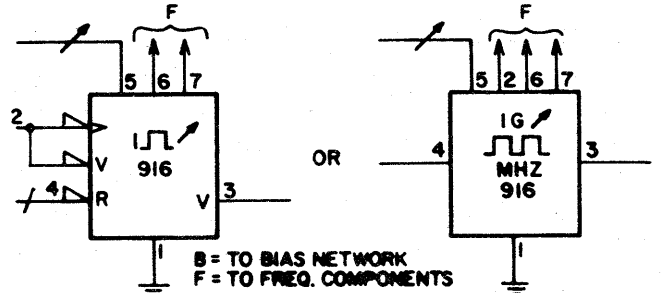 F F
5 6 7 5 2 6 7
2 1 1G
V 916 OR 4 MHZ 3
4 R V 3 916
1 1
B = TO BIAS NETWORK
F = TO FREQ. COMPONENTS